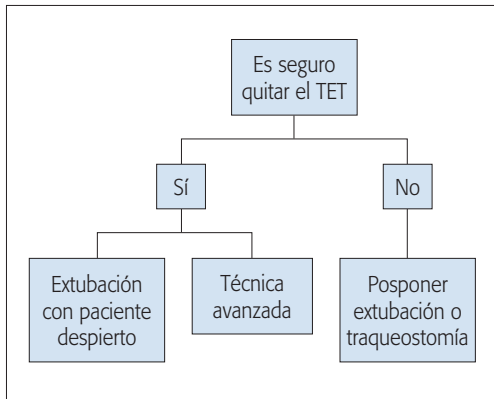 Es seguro
quitar el TET
Sí
No
Extubación
con paciente
despierto
Técnica
avanzada
Posponer
extubación o
traqueostomía